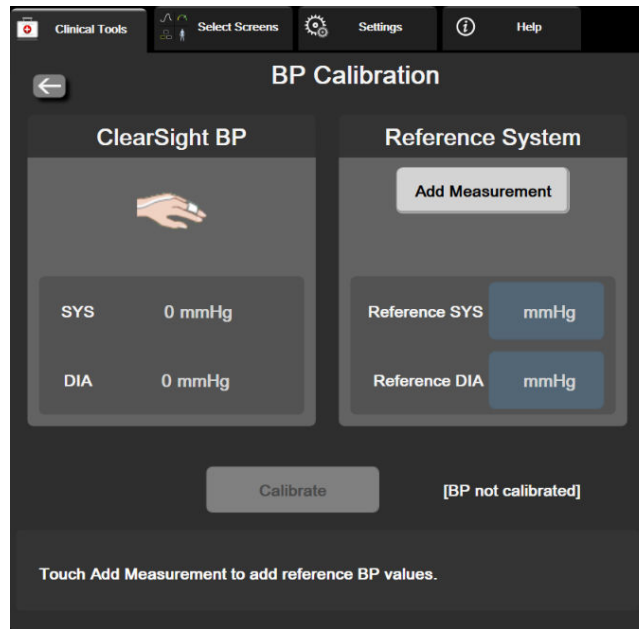 Clinical Tools
Select Screens
Settings
Help
BP Calibration
ClearSight BP
Reference System
Add Measurement
SYS 0 mmHg
Reference SYS mmHg
DIA 0 mmHg
Reference DIA mmHg
Calibrate
[BP not calibrated]
Touch Add Measurement to add reference BP values.